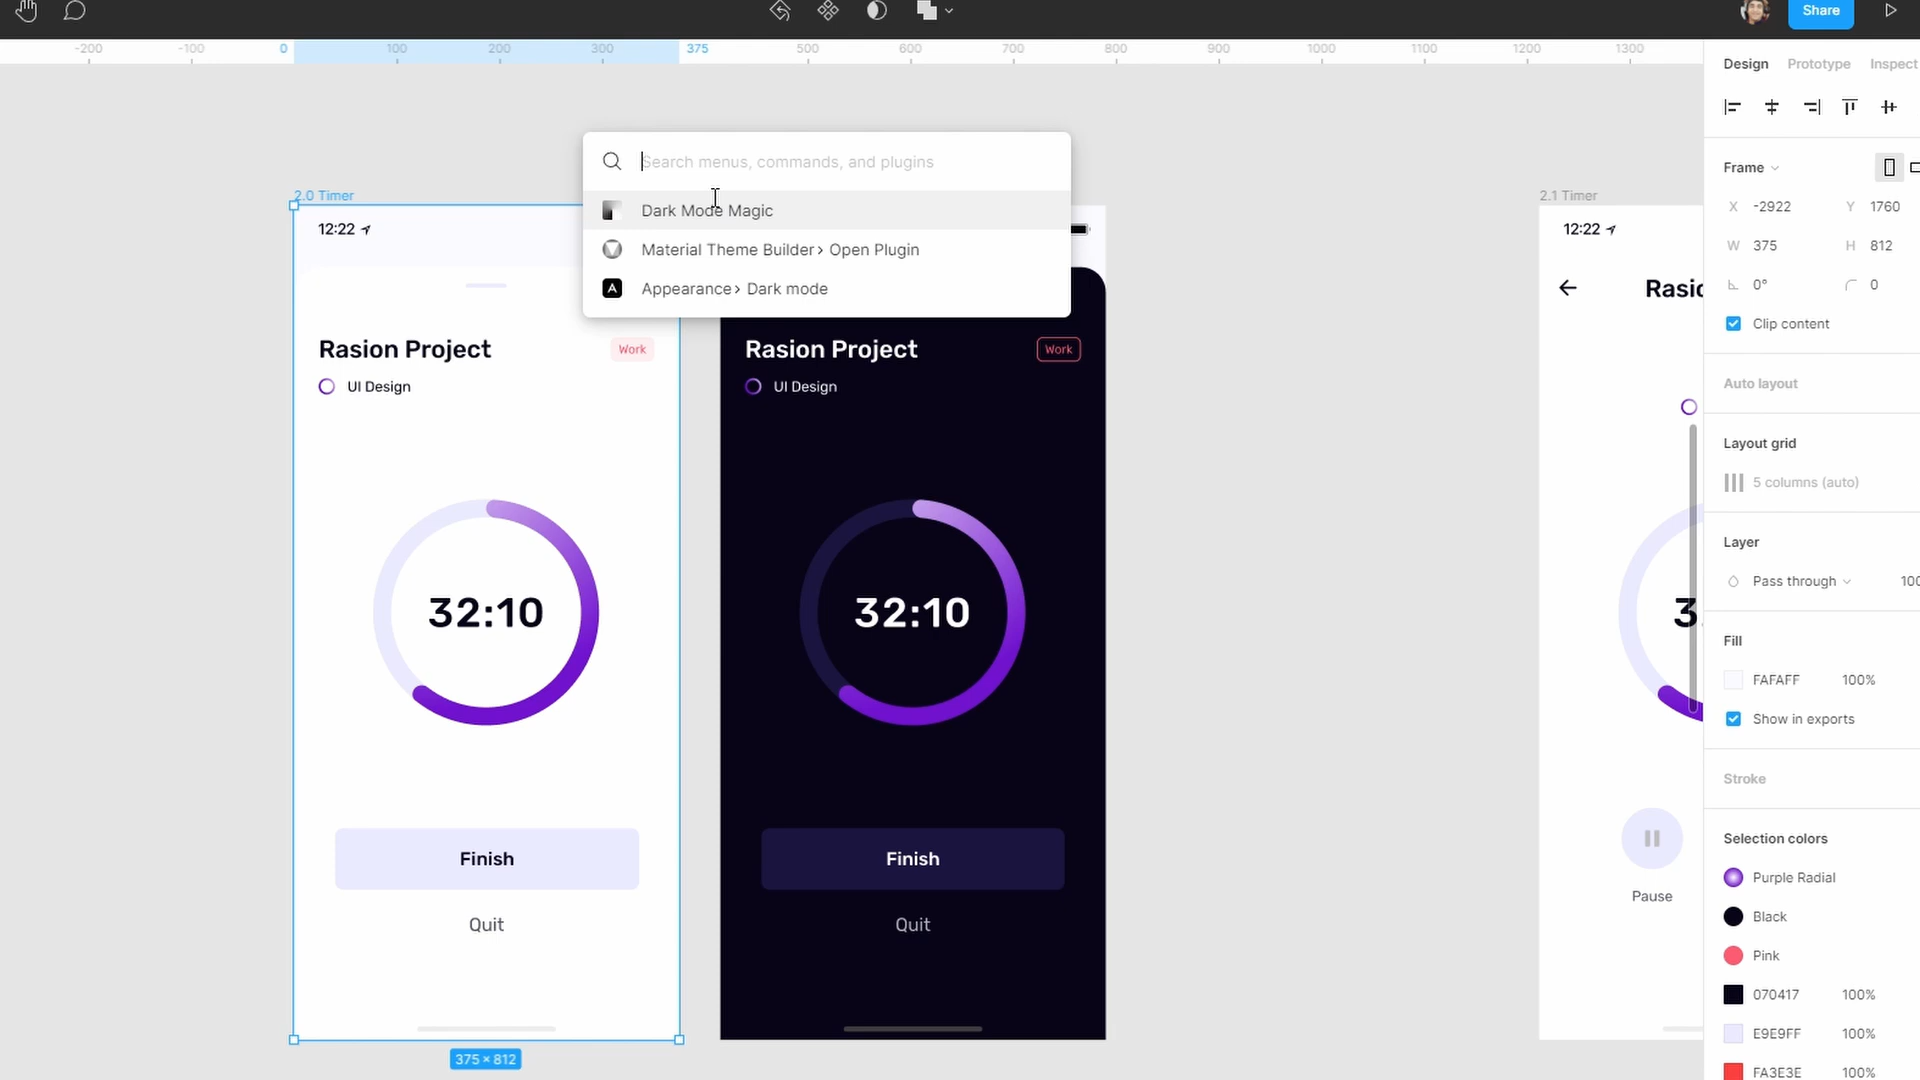 Share
-200 -100 0 100 200 300 375 500 600 700 800 900 1000 1100 1200 1300
Design Prototype Inspect
Search menus, commands, and plugins
Dark Mode Magic
Material Theme Builder › Open Plugin
Appearance › Dark mode
2.0 Timer
12:22
Rasion Project
Work
UI Design
32:10
Finish
Quit
375 × 812
Rasion Project
Work
UI Design
32:10
Finish
Quit
2.1 Timer
12:22
Pause
Frame
X -2922 Y 1760
W 375 H 812
0° 0
Clip content
Auto layout
Layout grid
5 columns (auto)
Layer
Pass through
Fill
FAFAFF 100%
Show in exports
Stroke
Selection colors
Purple Radial
Black
Pink
070417 100%
E9E9FF 100%
FA3E3E 100%